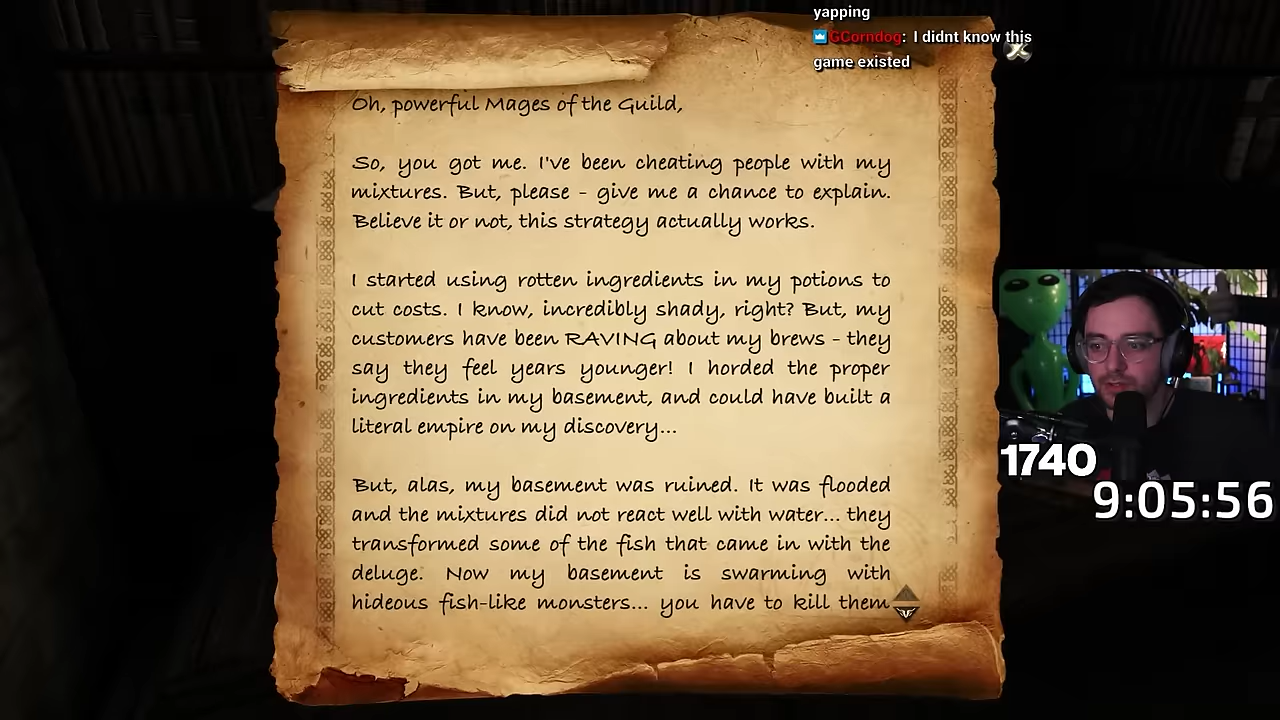 yapping
GCorndog: I didnt know this
game existed
Oh, powerful Mages of the Guild,
So, you got me. I've been cheating people with my
mixtures. But, please - give me a chance to explain.
Believe it or not, this strategy actually works.
I started using rotten ingredients in my potions to
cut costs. I know, incredibly shady, right? But, my
customers have been RAVING about my brews - they
say they feel years younger! I horded the proper
ingredients in my basement, and could have built a
literal empire on my discovery...
But, alas, my basement was ruined. It was flooded
and the mixtures did not react well with water... they
transformed some of the fish that came in with the
deluge. Now my basement is swarming with
hideous fish-like monsters... you have to kill them
1740
9:05:56